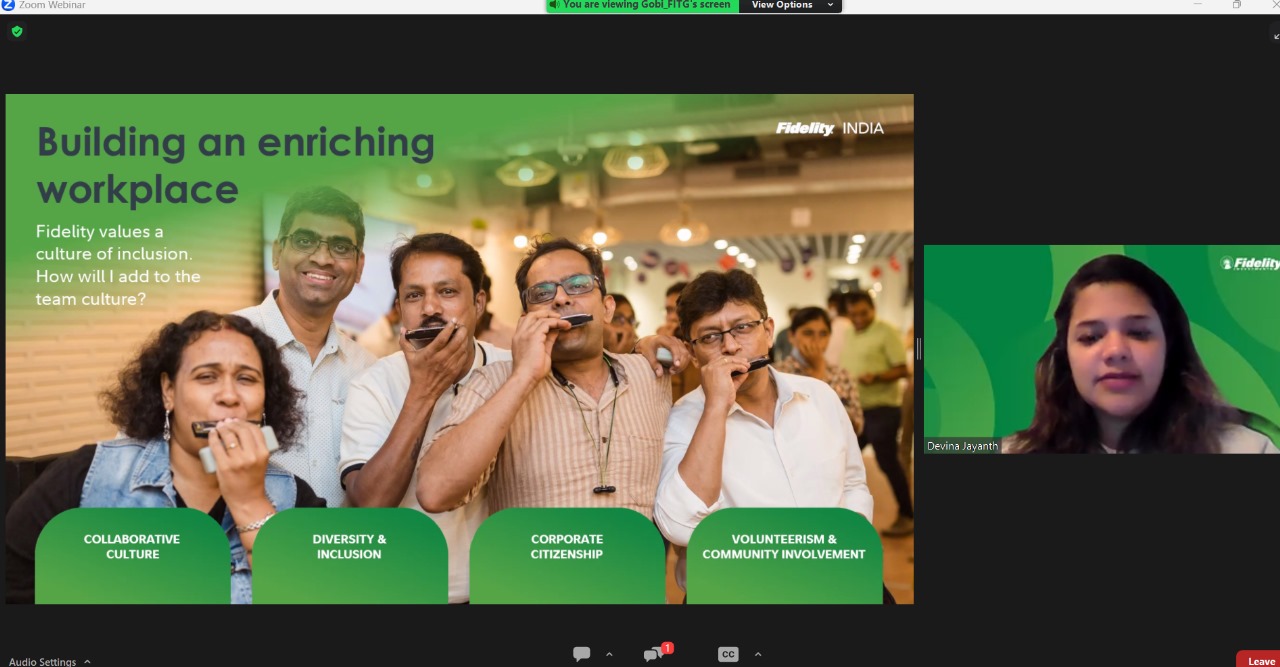 Zoom Webinar
You are viewing Gobi_FITG's screen
View Options
Building an enriching
workplace
Fidelity INDIA
Fidelity values a
culture of inclusion.
How will I add to the
team culture?
COLLABORATIVE
CULTURE
DIVERSITY &
INCLUSION
CORPORATE
CITIZENSHIP
VOLUNTEERISM &
COMMUNITY INVOLVEMENT
Fidelity
INVESTMENTS
Devina Jayanth
Audio Settings
1
CC
Leave